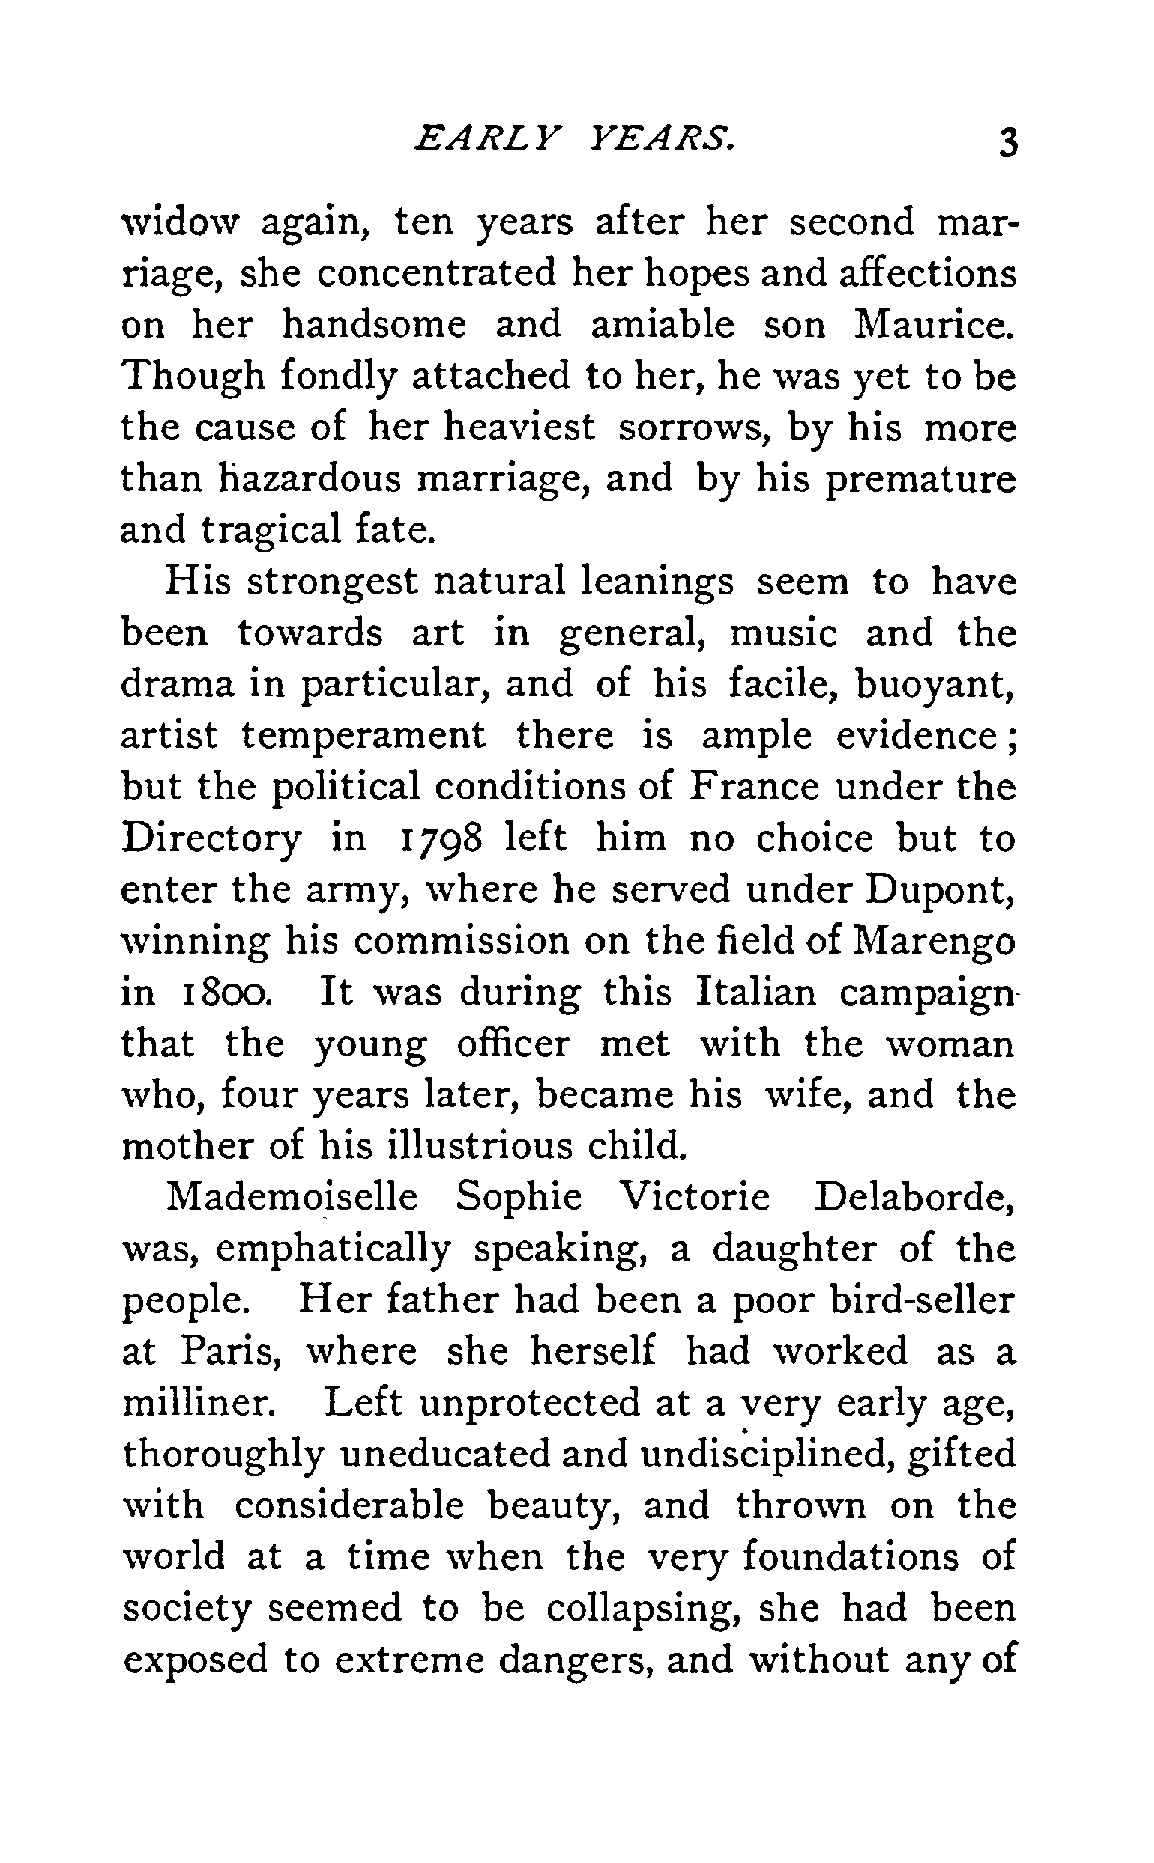 EARLY YEARS. 3
widow again, ten years after her second mar-
riage, she concentrated her hopes and affections
on her handsome and amiable son Maurice.
Though fondly attached to her, he was yet to be
the cause of her heaviest sorrows, by his more
than hazardous marriage, and by his premature
and tragical fate.
His strongest natural leanings seem to have
been towards art in general, music and the
drama in particular, and of his facile, buoyant,
artist temperament there is ample evidence ;
but the political conditions of France under the
Directory in 1798 left him no choice but to
enter the army, where he served under Dupont,
winning his commission on the field of Marengo
in 1800. It was during this Italian campaign
that the young officer met with the woman
who, four years later, became his wife, and the
mother of his illustrious child.
Mademoiselle Sophie Victorie Delaborde,
was, emphatically speaking, a daughter of the
people. Her father had been a poor bird-seller
at Paris, where she herself had worked as a
milliner. Left unprotected at a very early age,
thoroughly uneducated and undisciplined, gifted
with considerable beauty, and thrown on the
world at a time when the very foundations of
society seemed to be collapsing, she had been
exposed to extreme dangers, and without any of